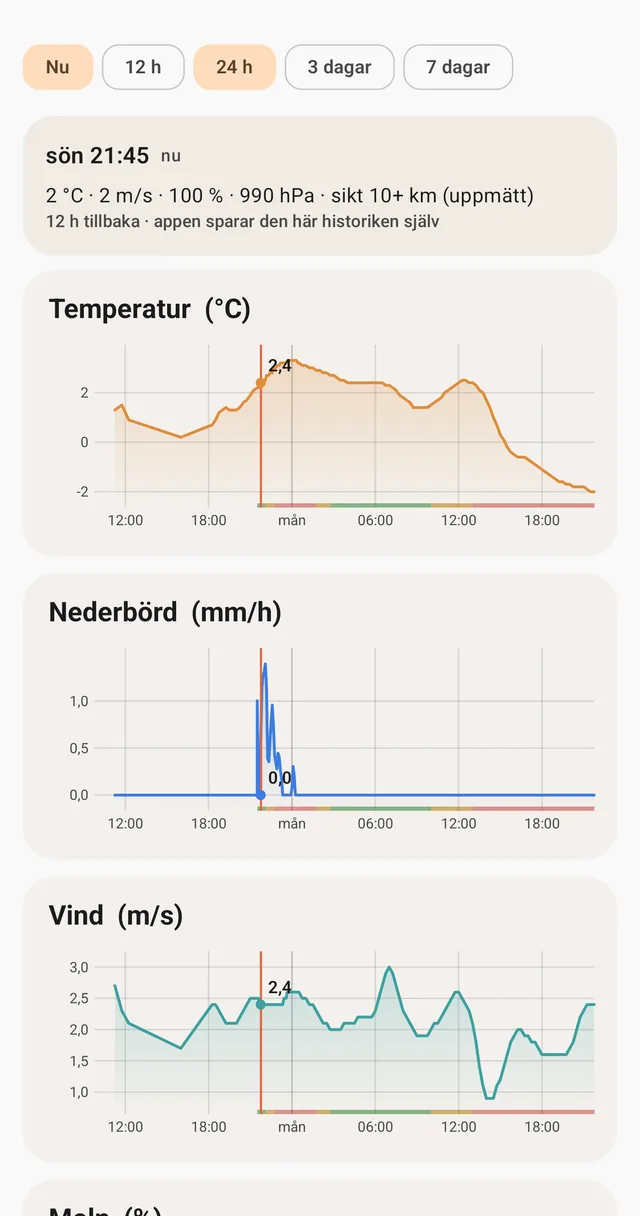 Nu 12 h 24 h 3 dagar 7 dagar
sön 21:45 nu
2 °C · 2 m/s · 100 % · 990 hPa · sikt 10+ km (uppmätt)
12 h tillbaka · appen sparar den här historiken själv
Temperatur (°C)
2,4
2
0
-2
12:00 18:00 mån 06:00 12:00 18:00
Nederbörd (mm/h)
1,0
0,5
0,0
0,0
12:00 18:00 mån 06:00 12:00 18:00
Vind (m/s)
3,0
2,4
2,5
2,0
1,5
1,0
12:00 18:00 mån 06:00 12:00 18:00
Moln (%)